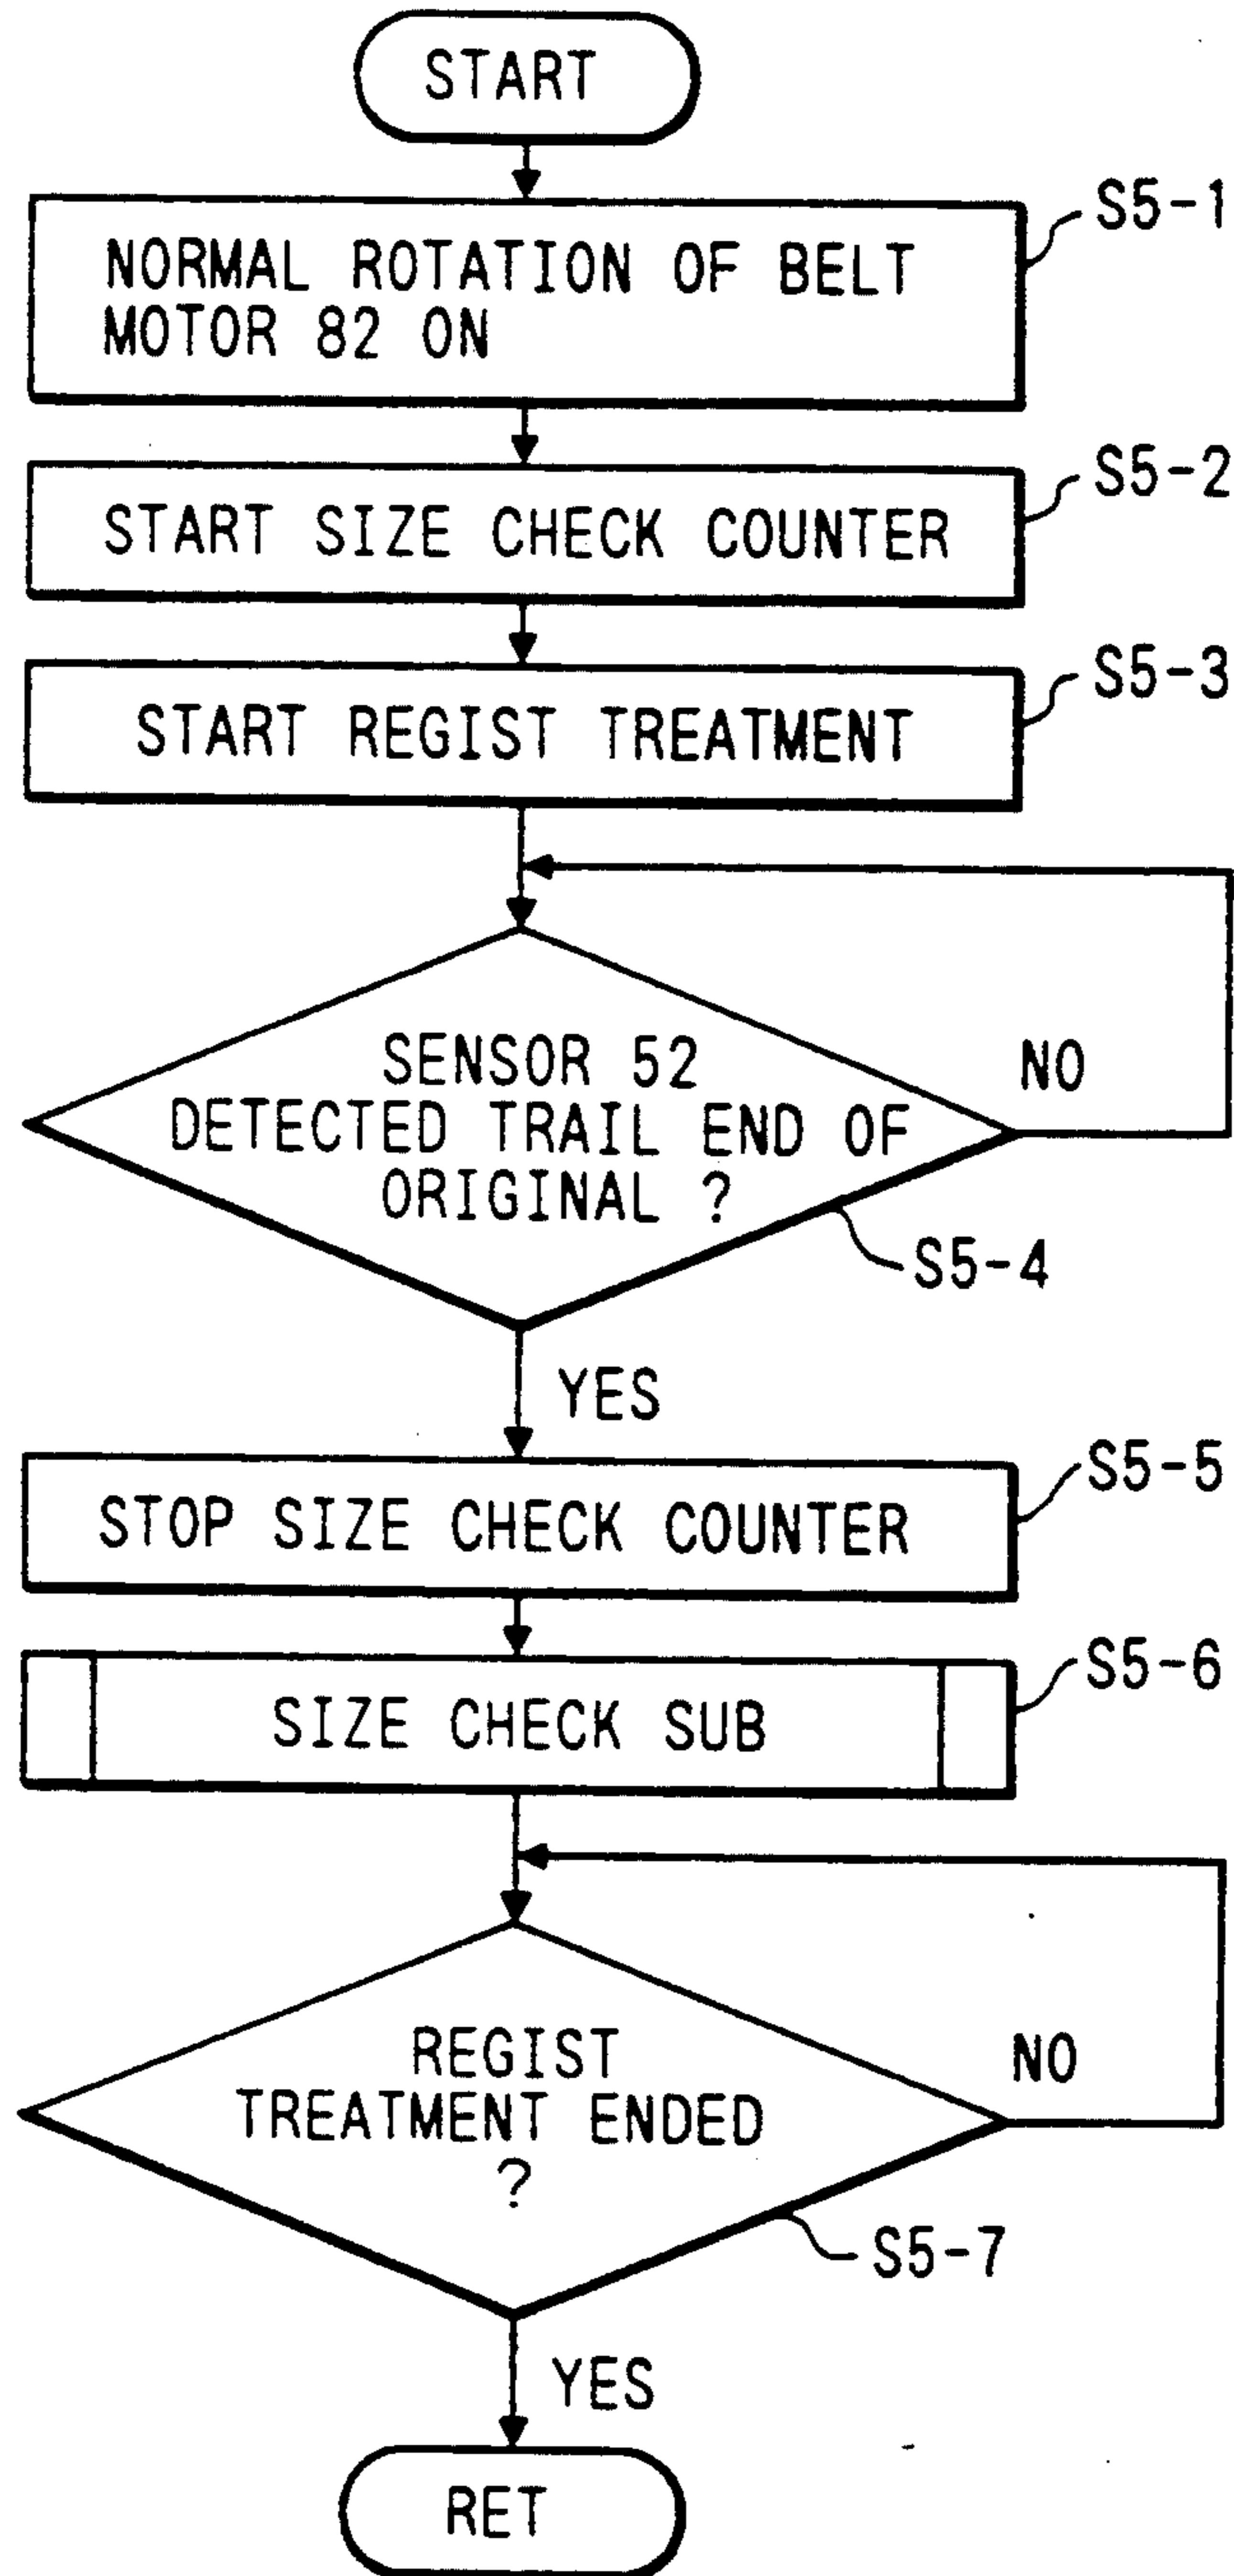 START
S5-1
NORMAL ROTATION OF BELT
MOTOR 82 ON
S5-2
START SIZE CHECK COUNTER
S5-3
START REGIST TREATMENT
SENSOR 52
DETECTED TRAIL END OF
ORIGINAL ?
NO
S5-4
YES
S5-5
STOP SIZE CHECK COUNTER
S5-6
SIZE CHECK SUB
REGIST
TREATMENT ENDED
?
NO
S5-7
YES
RET